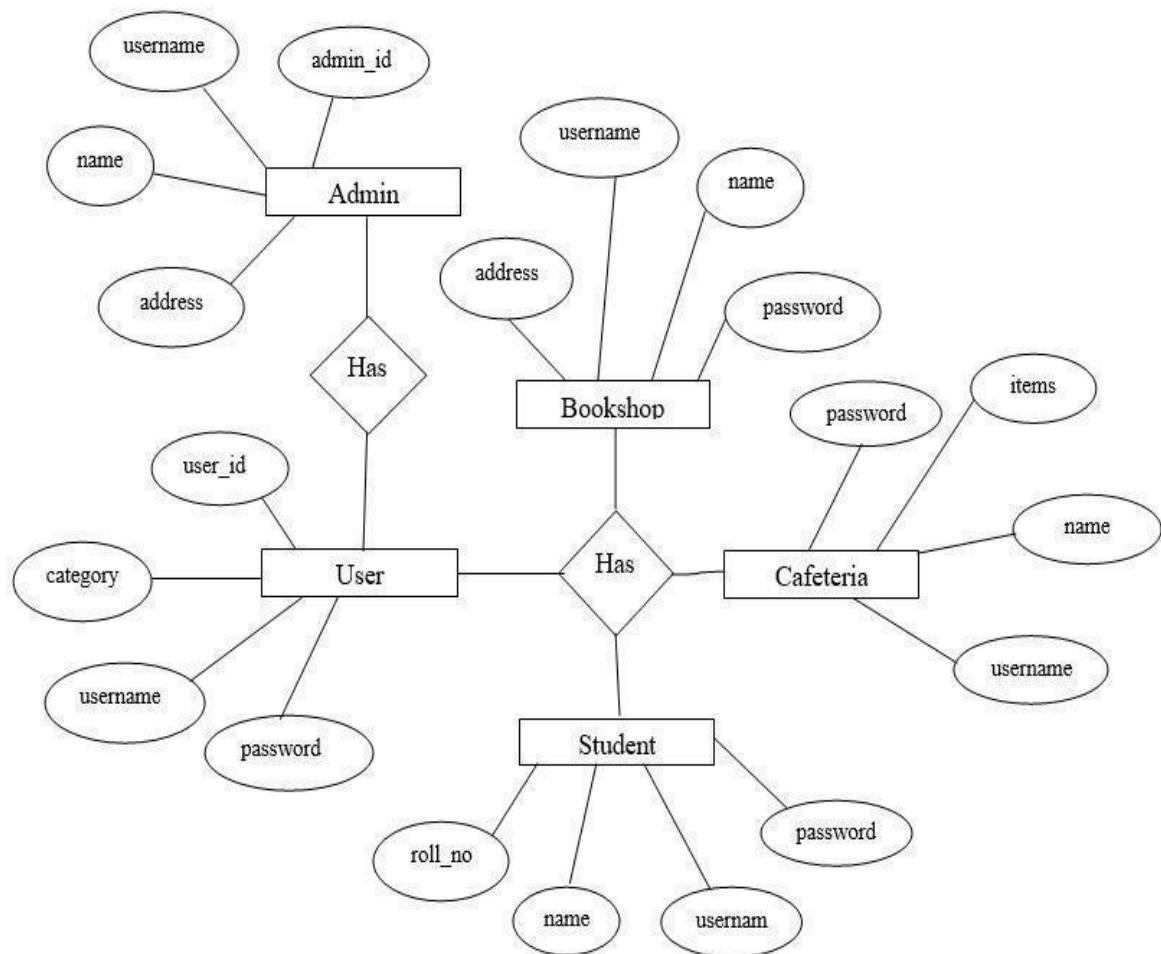 username
admin_id
username
name
name
Admin
address
address
password
Has
Bookshop
items
password
user_id
name
category
User
Has
Cafeteria
username
username
password
Student
password
roll_no
name
usernam